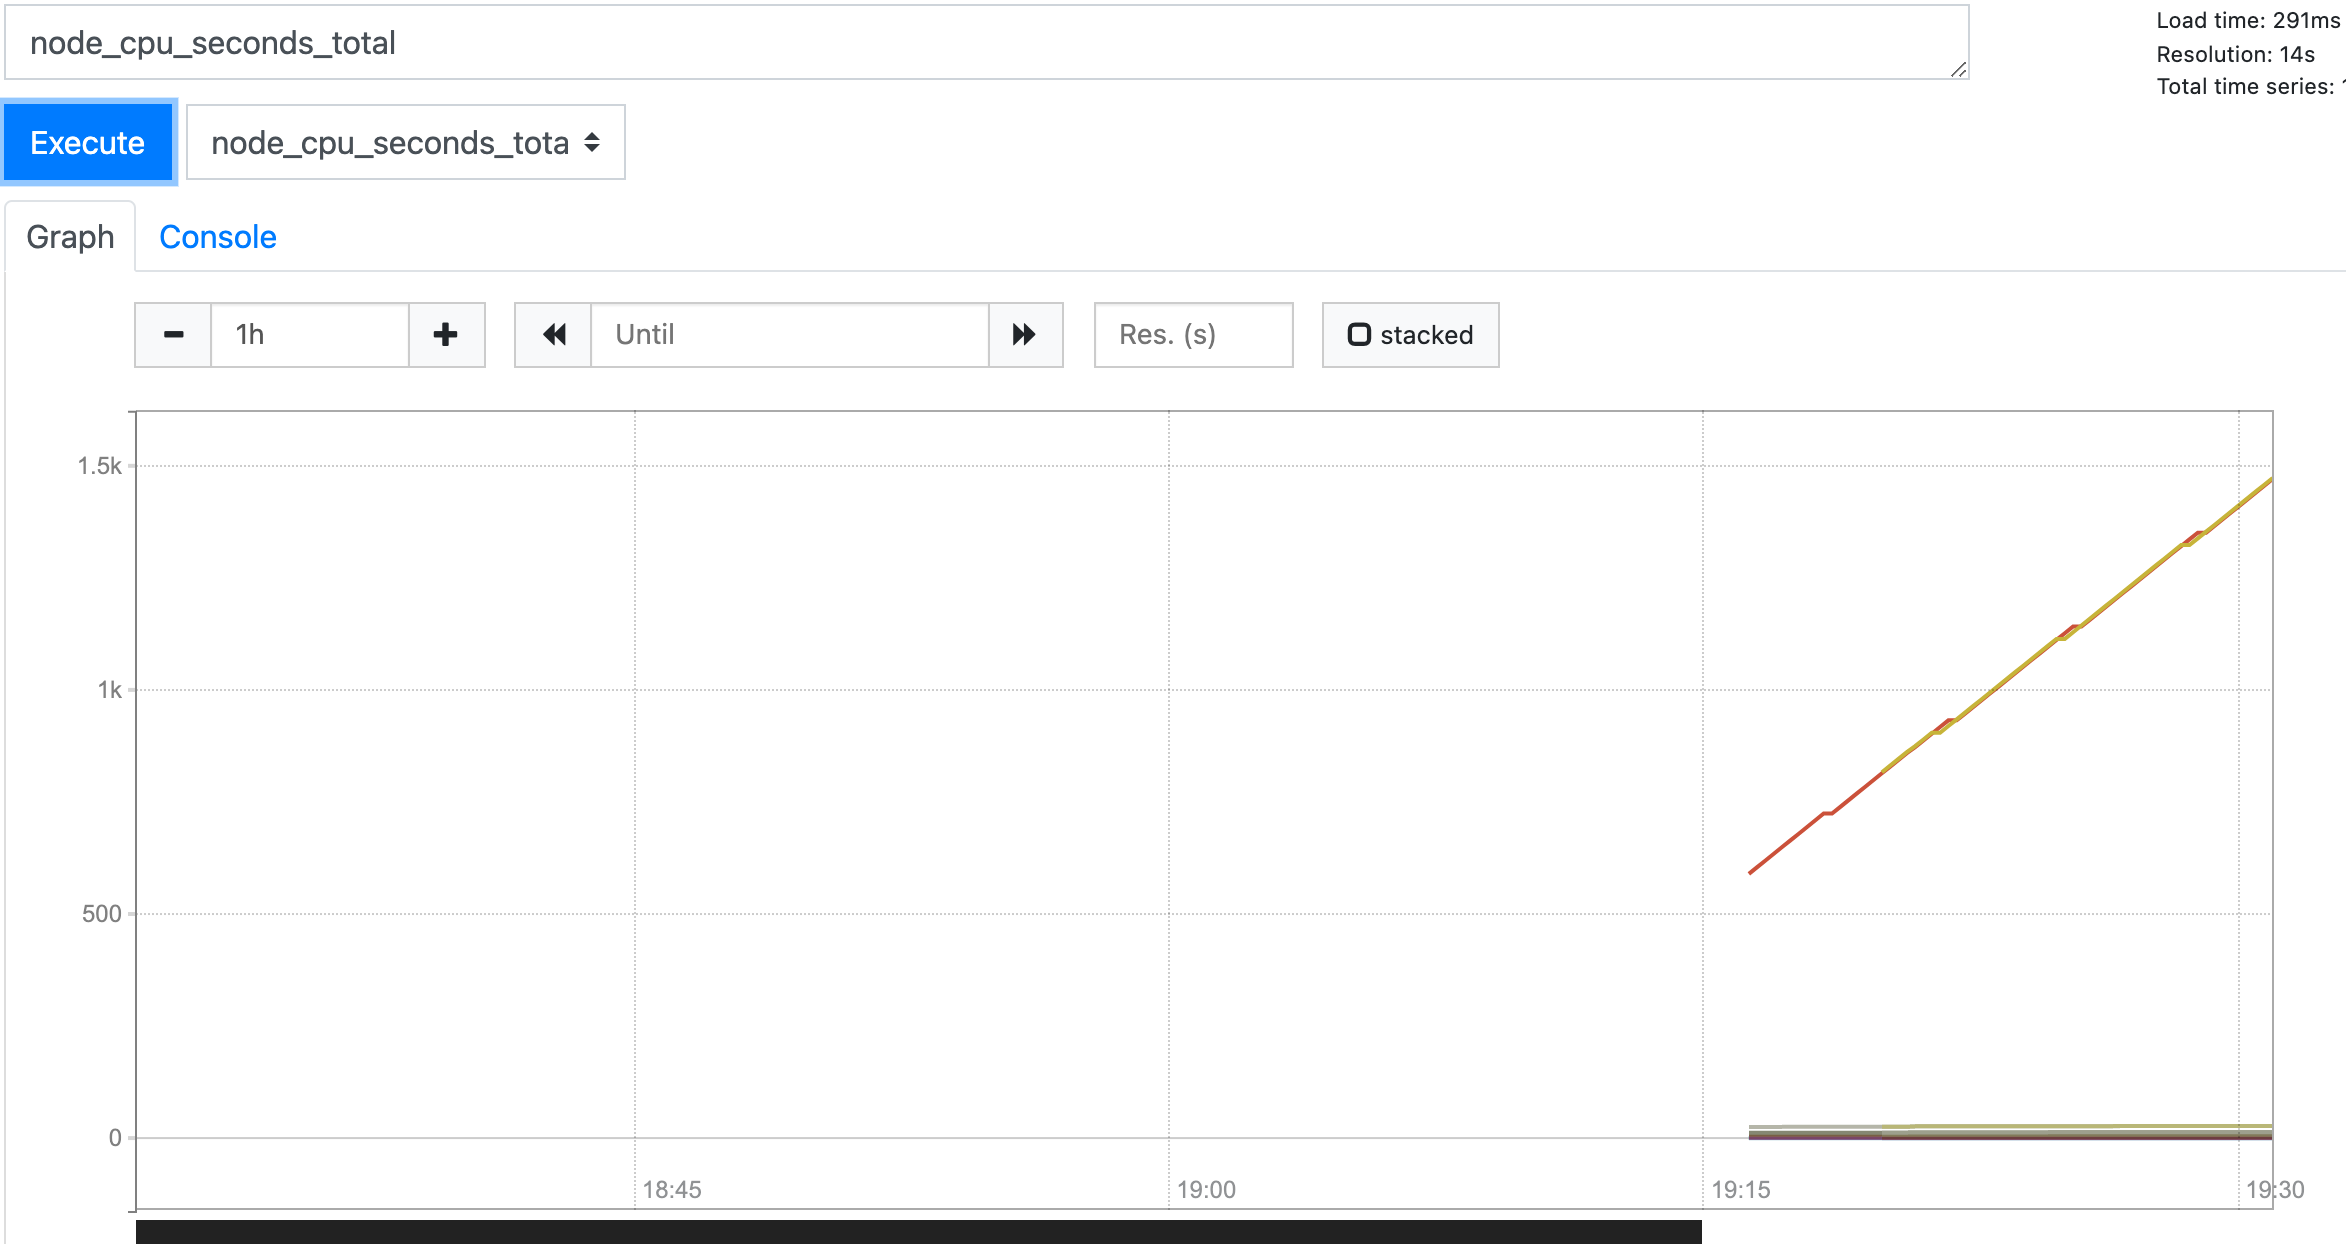 node_cpu_seconds_total
Load time: 291ms
Resolution: 14s
Total time series:
Execute
node_cpu_seconds_tota
Graph
Console
1h
Until
Res. (s)
stacked
1.5k
1k
500
0
18:45
19:00
19:15
19:30